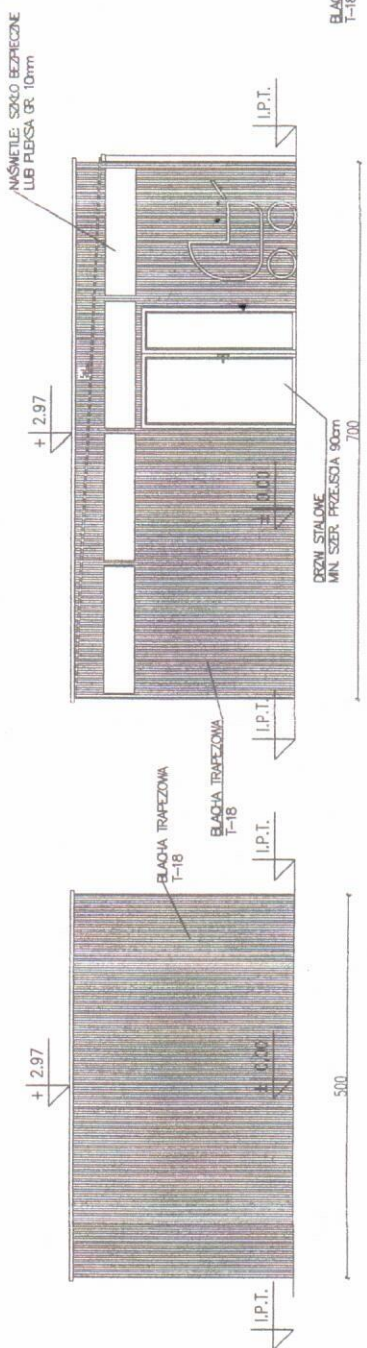 + 2.97
BLACHA TRAPEZOWA
T-18
± 0,00
I.P.T.
I.P.T.
500
NAŚWIETLE: SZKŁO BEZPIECZNE
LUB PLEKSA GR. 10mm
+ 2.97
BLACHA TRAPEZOWA
T-18
± 0.00
I.P.T.
I.P.T.
DRZWI STALOWE
MIN. SZER. PRZEJŚCIA 90cm
700
T-18